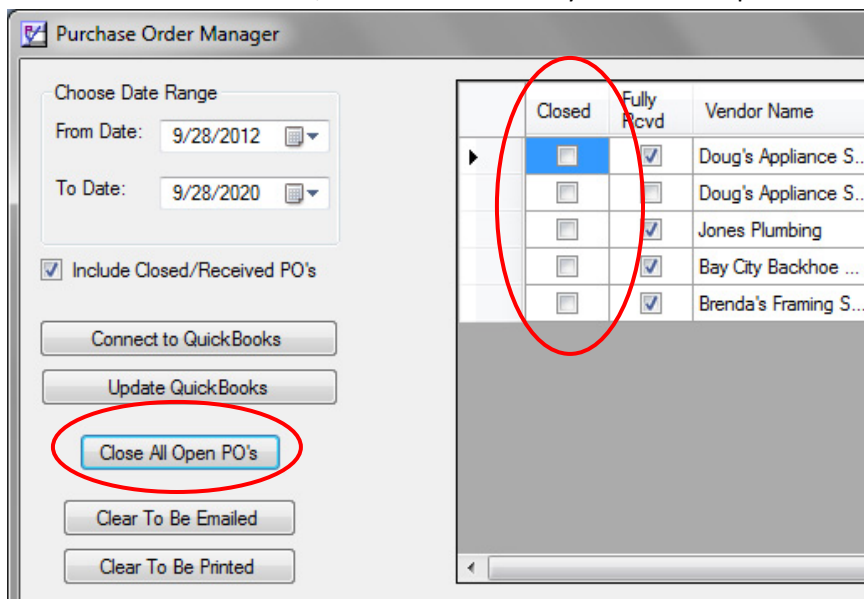 Purchase Order Manager
Choose Date Range
From Date: 9/28/2012
To Date: 9/28/2020
Include Closed/Received PO's
Connect to QuickBooks
Update QuickBooks
Close All Open PO's
Clear To Be Emailed
Clear To Be Printed
Closed Fully Rcvd Vendor Name
Doug's Appliance S...
Doug's Appliance S...
Jones Plumbing
Bay City Backhoe ...
Brenda's Framing S...